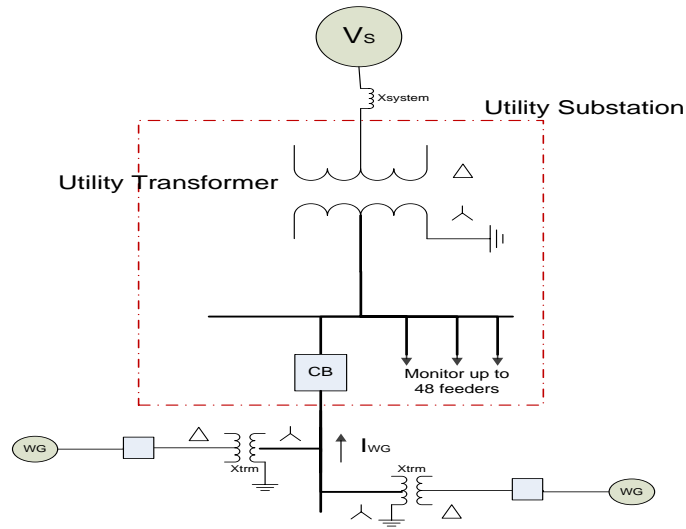 Vs
Xsystem
Utility Substation
Utility Transformer
CB
Monitor up to
48 feeders
WG
Xtrm
IWG
Xtrm
WG